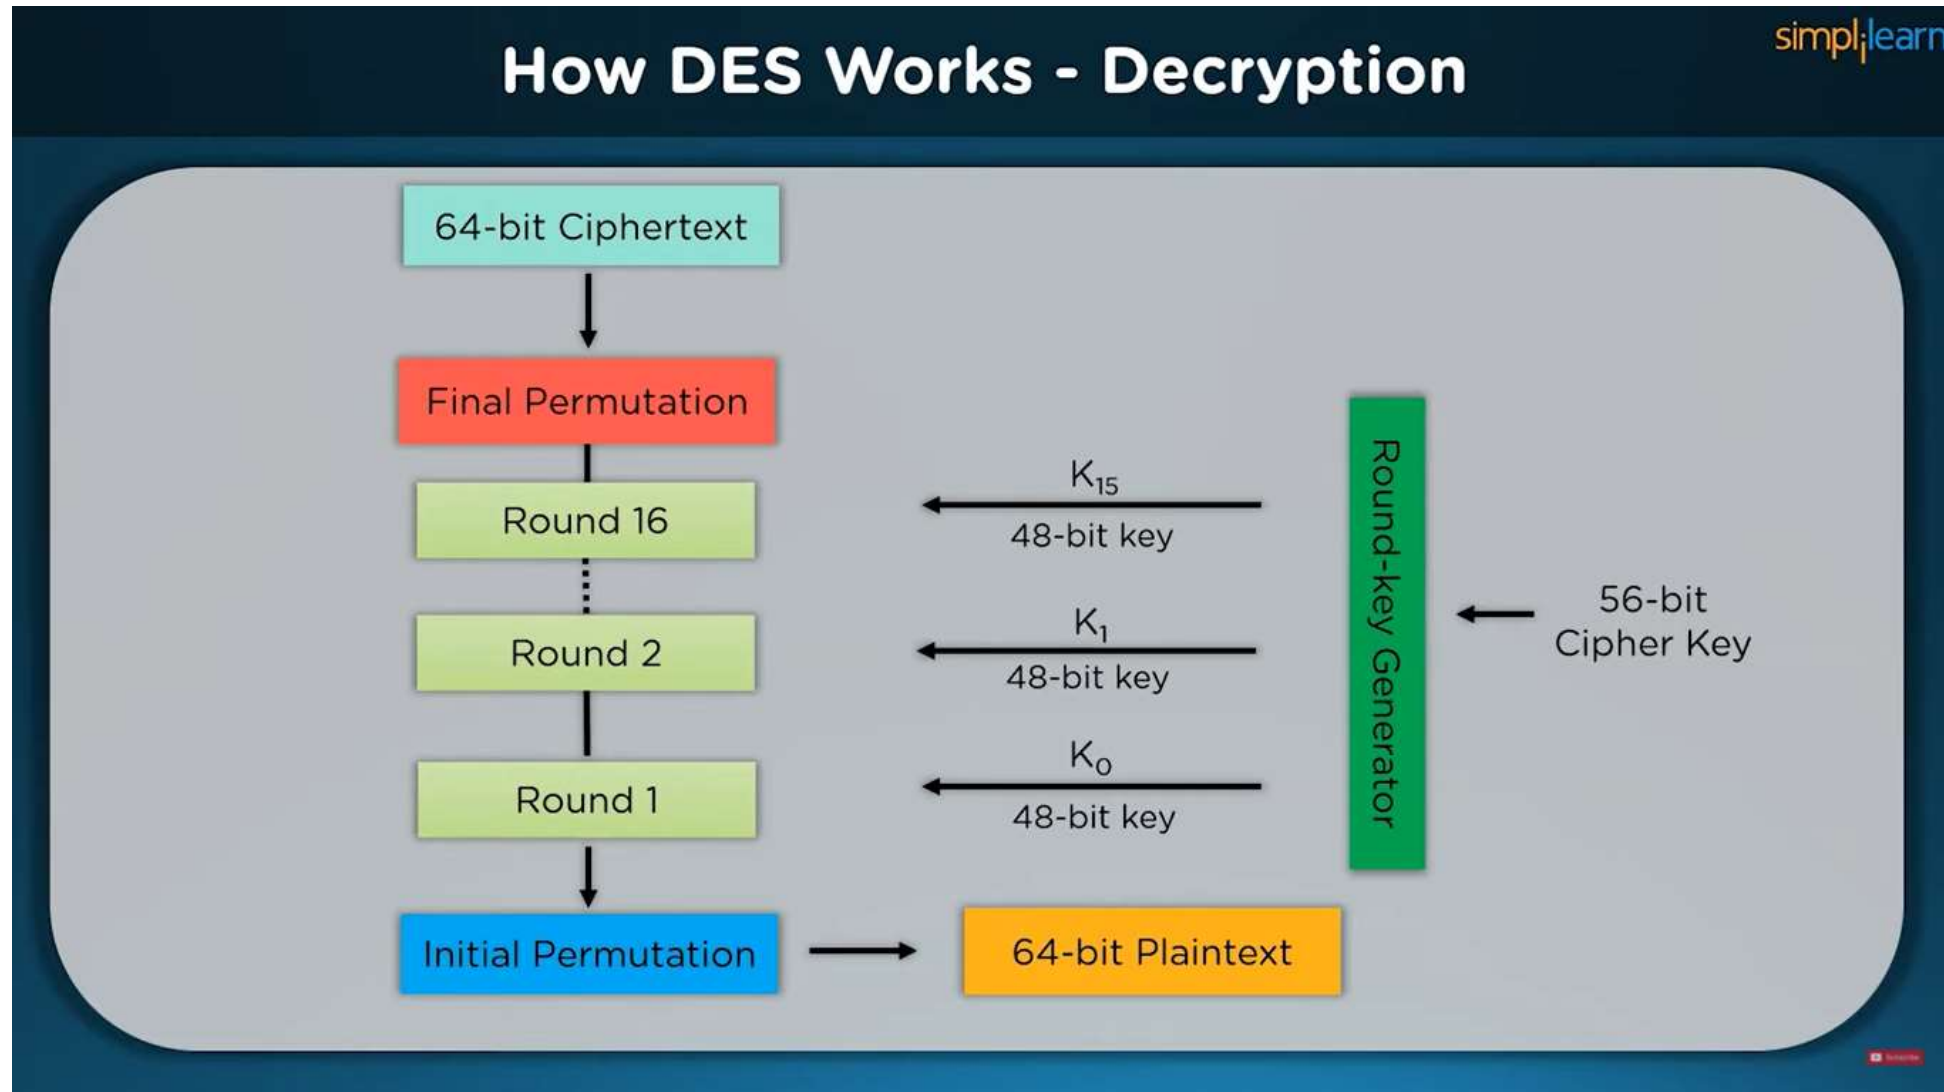 simplilearn
How DES Works - Decryption
64-bit Ciphertext
Final Permutation
Round 16
Round 2
Round 1
Initial Permutation
K15
48-bit key
K1
48-bit key
K0
48-bit key
Round-key Generator
56-bit
Cipher Key
64-bit Plaintext
Subscribe